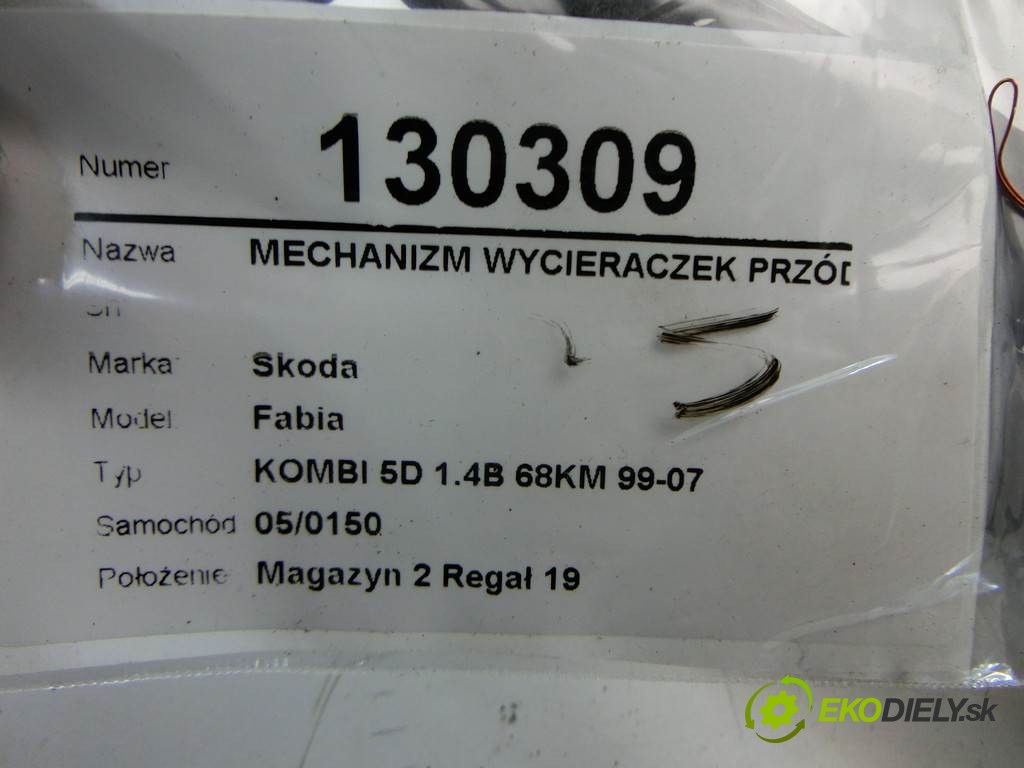 Numer 130309
Nazwa MECHANIZM WYCIERACZEK PRZÓD
Marka Skoda
Model Fabia
Typ KOMBI 5D 1.4B 68KM 99-07
Samochód 05/0150
Położenie Magazyn 2 Regał 19
5
EKODIELY.sk